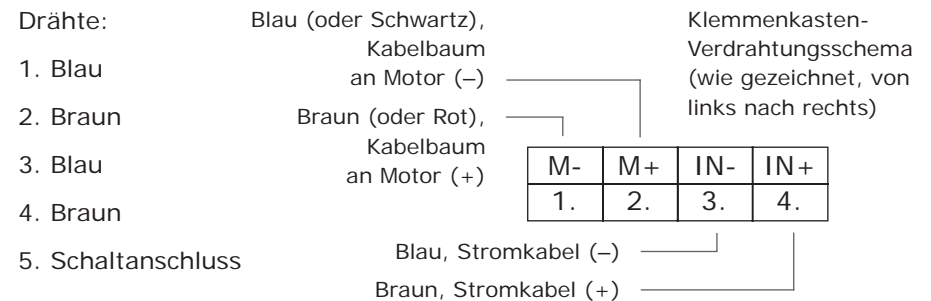 Drähte:
1. Blau
2. Braun
3. Blau
4. Braun
5. Schaltanschluss
Blau (oder Schwartz),
Kabelbaum
an Motor (–)
Braun (oder Rot),
Kabelbaum
an Motor (+)
Klemmenkasten-
Verdrahtungsschema
(wie gezeichnet, von
links nach rechts)
M- M+ IN- IN+
1. 2. 3. 4.
Blau, Stromkabel (–)
Braun, Stromkabel (+)